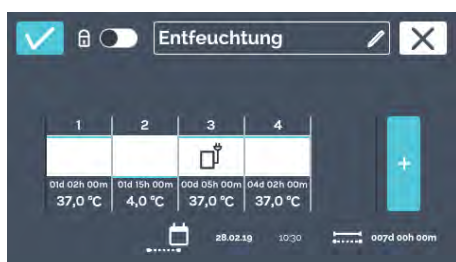 Entfeuchtung
1 2 3 4
01d 02h 00m 01d 15h 00m 00d 05h 00m 04d 02h 00m
37,0 °C 4,0 °C 37,0 °C 37,0 °C
+
28.02.19 10:30 007d 00h 00m